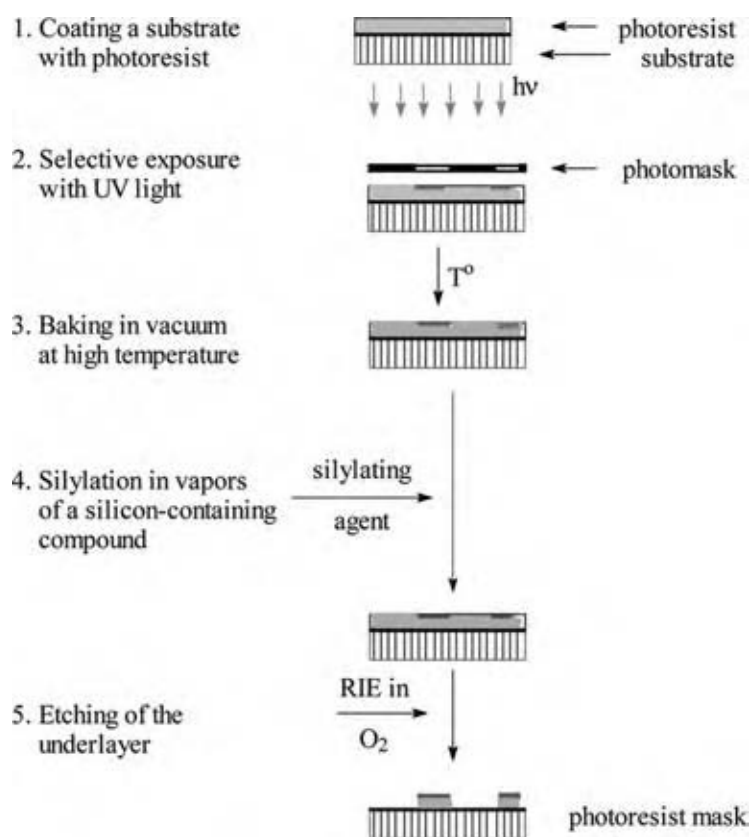 1. Coating a substrate
with photoresist
photoresist
substrate
hν
2. Selective exposure
with UV light
photomask
T°
3. Baking in vacuum
at high temperature
4. Silylation in vapors
of a silicon-containing
compound
silylating
agent
5. Etching of the
underlayer
RIE in
O₂
photoresist mask